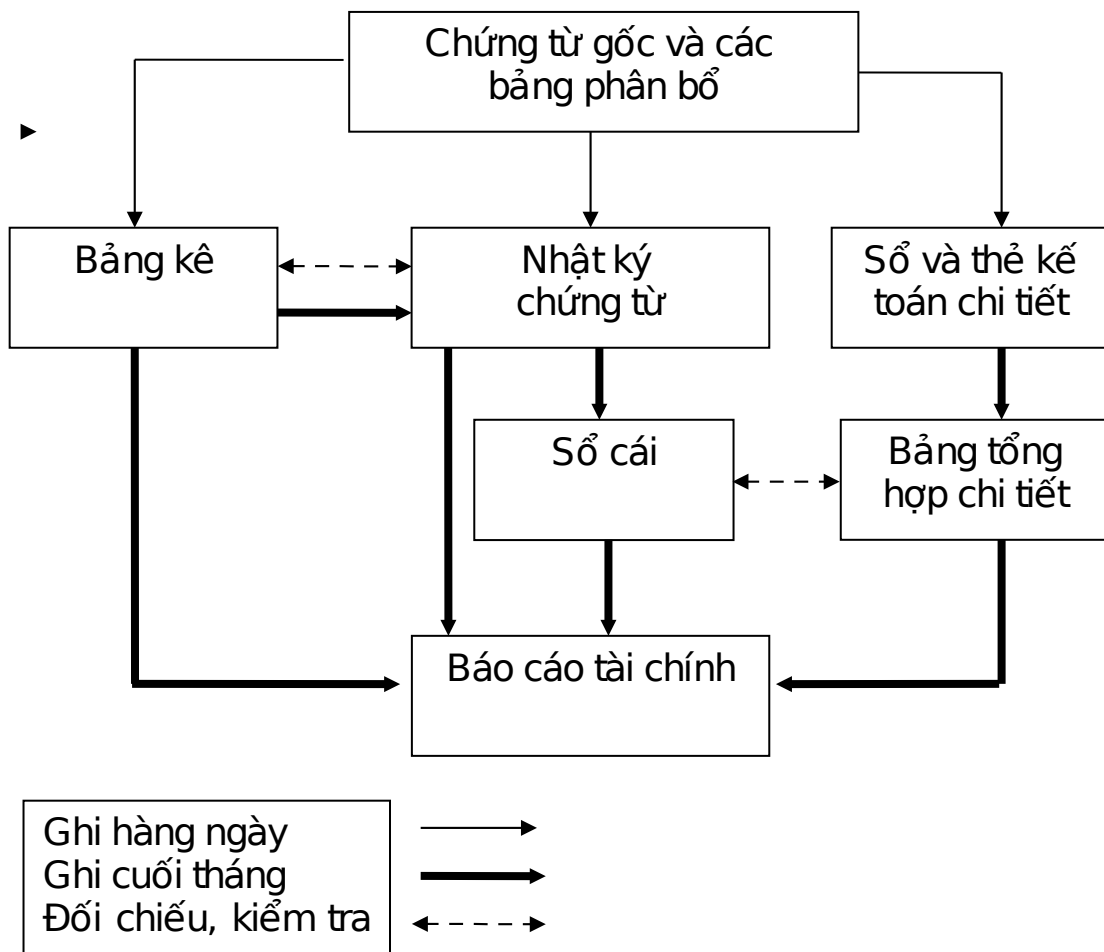 Chứng từ gốc và các
bảng phân bổ
Bảng kê
Nhật ký
chứng từ
Sổ và thẻ kế
toán chi tiết
Sổ cái
Bảng tổng
hợp chi tiết
Báo cáo tài chính
Ghi hàng ngày
Ghi cuối tháng
Đối chiếu, kiểm tra